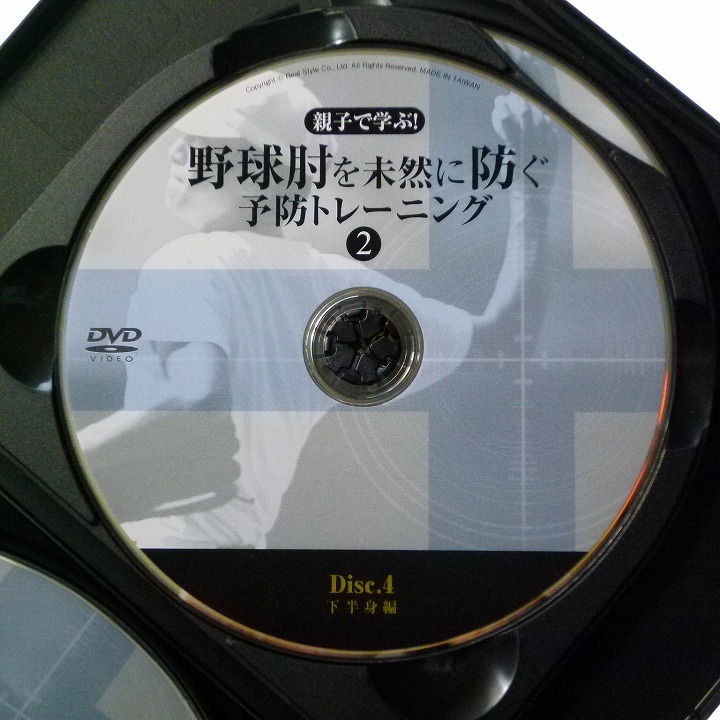 Copyright © Real Style Co., Ltd. All Rights Reserved. MADE IN TAIWAN
親子で学ぶ!
野球肘を未然に防ぐ
予防トレーニング
2
DVD
VIDEO
Disc.4
下半身編